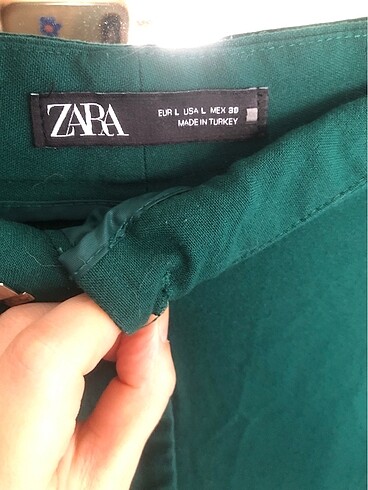 ZARA
EUR L USA L MEX 30
MADE IN TURKEY